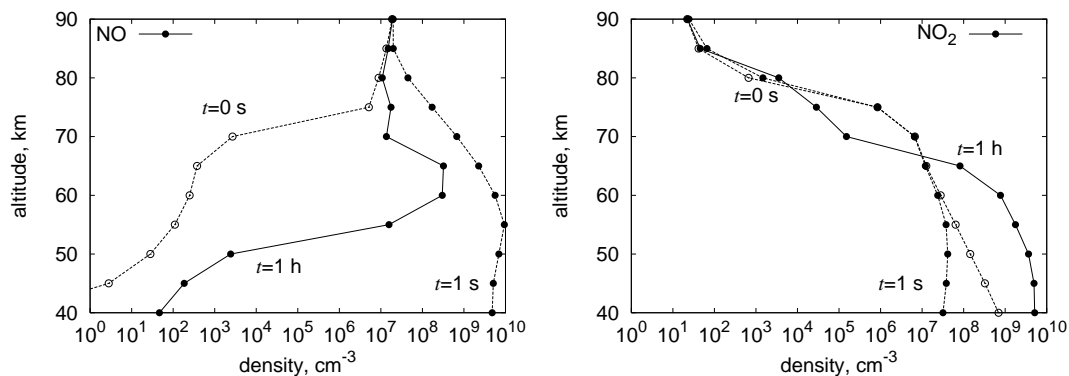 NO
90
80
70
60
50
40
altitude, km
t=0 s
t=1 h
t=1 s
10^0 10^1 10^2 10^3 10^4 10^5 10^6 10^7 10^8 10^9 10^10
density, cm^-3
NO_2
90
80
70
60
50
40
altitude, km
t=0 s
t=1 h
t=1 s
10^0 10^1 10^2 10^3 10^4 10^5 10^6 10^7 10^8 10^9 10^10
density, cm^-3